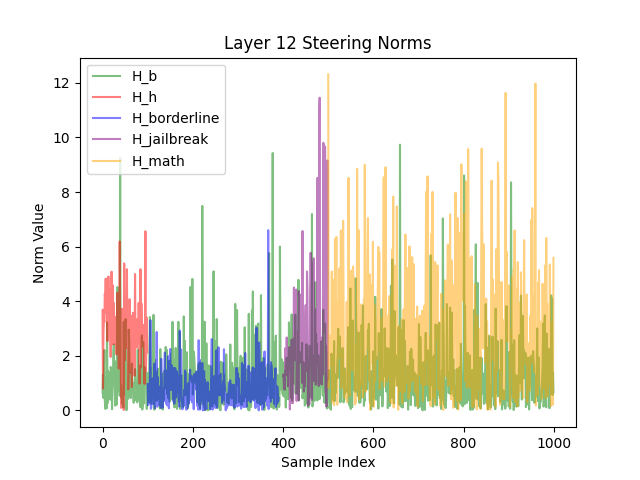 Layer 12 Steering Norms
H_b
H_h
H_borderline
H_jailbreak
H_math
Norm Value
12
10
8
6
4
2
0
0
200
400
600
800
1000
Sample Index